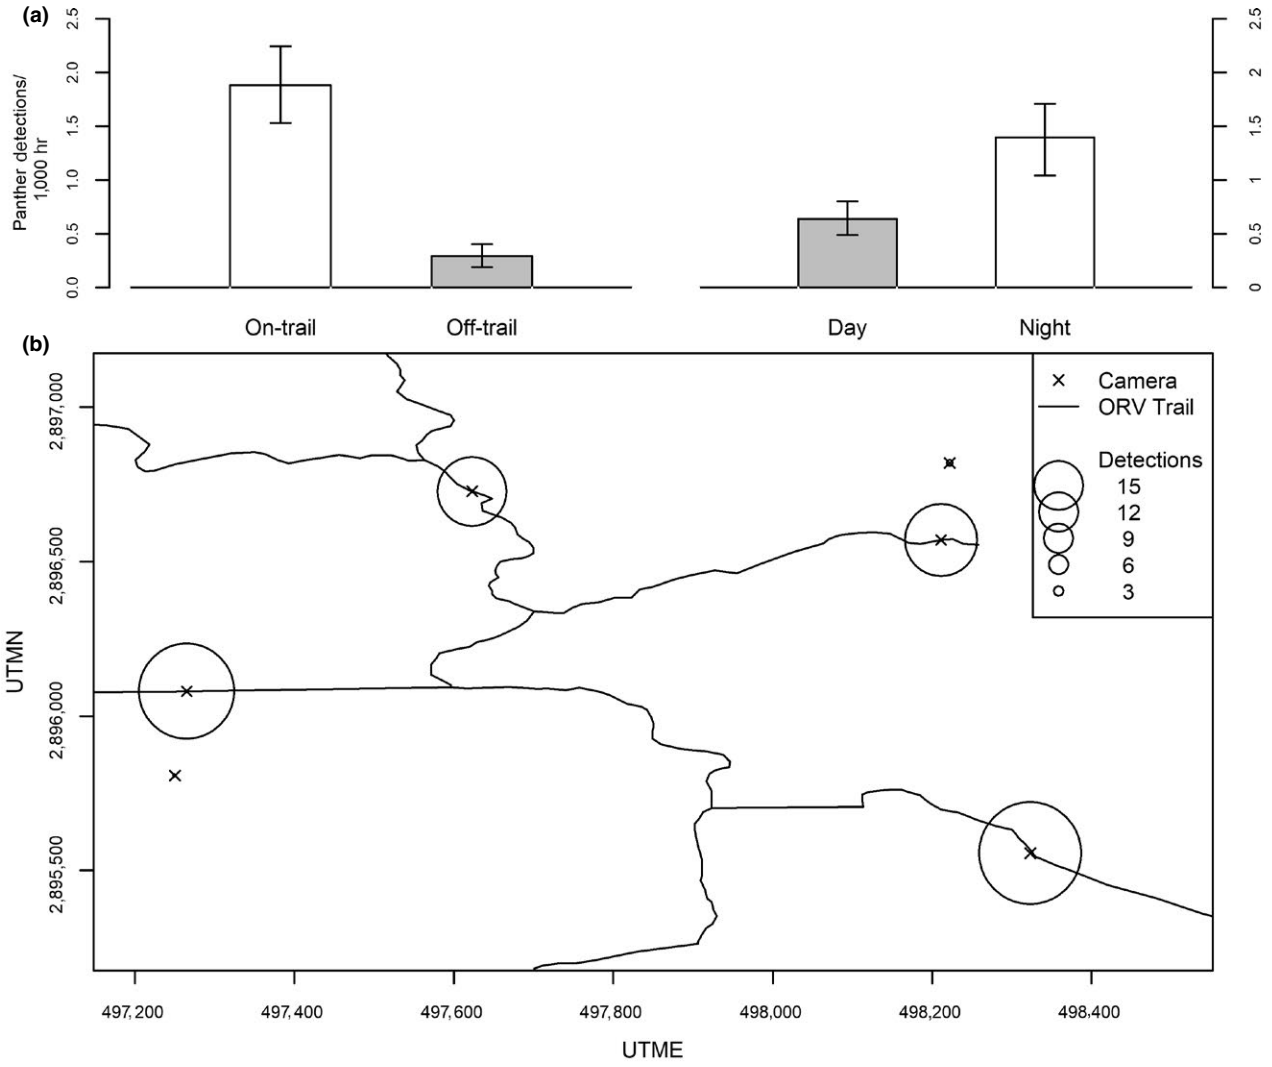 (a)
Panther detections/
1,000 hr
2.5
2.0
1.5
1.0
0.5
0.0
2.5
2
1.5
1
0.5
0
On-trail
Off-trail
Day
Night
(b)
UTMN
2,897,000
2,896,500
2,896,000
2,895,500
Camera
ORV Trail
Detections
15
12
9
6
3
497,200
497,400
497,600
497,800
498,000
498,200
498,400
UTME